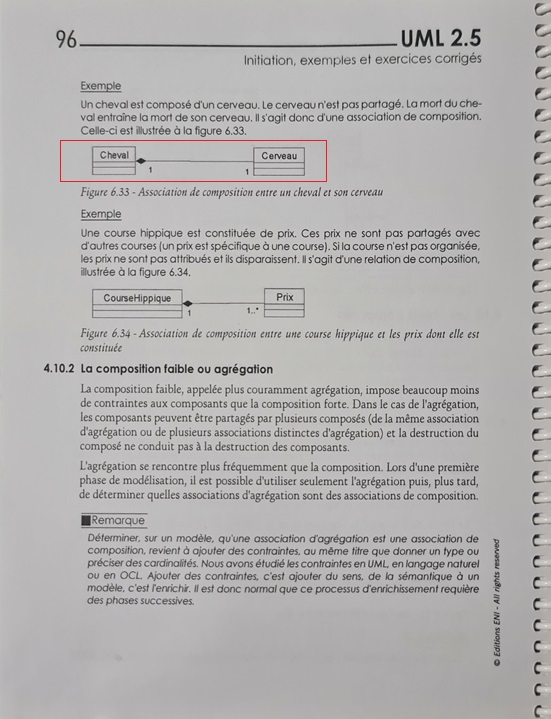 96
UML 2.5
Initiation, exemples et exercices corrigés
Exemple
Un cheval est composé d'un cerveau. Le cerveau n'est pas partagé. La mort du che-
val entraîne la mort de son cerveau. Il s'agit donc d'une association de composition.
Celle-ci est illustrée à la figure 6.33.
Cheval
Cerveau
1
1
Figure 6.33 - Association de composition entre un cheval et son cerveau
Exemple
Une course hippique est constituée de prix. Ces prix ne sont pas partagés avec
d'autres courses (un prix est spécifique à une course). Si la course n'est pas organisée,
les prix ne sont pas attribués et ils disparaissent. Il s'agit d'une relation de composition,
illustrée à la figure 6.34.
CourseHippique
Prix
1
1..*
Figure 6.34 - Association de composition entre une course hippique et les prix dont elle est
constituée
4.10.2 La composition faible ou agrégation
La composition faible, appelée plus couramment agrégation, impose beaucoup moins
de contraintes aux composants que la composition forte. Dans le cas de l'agrégation,
les composants peuvent être partagés par plusieurs composés (de la même association
d'agrégation ou de plusieurs associations distinctes d'agrégation) et la destruction du
composé ne conduit pas à la destruction des composants.
L'agrégation se rencontre plus fréquemment que la composition. Lors d'une première
phase de modélisation, il est possible d'utiliser seulement l'agrégation puis, plus tard,
de déterminer quelles associations d'agrégation sont des associations de composition.
Remarque
Déterminer, sur un modèle, qu'une association d'agrégation est une association de
composition, revient à ajouter des contraintes, au même titre que donner un type ou
préciser des cardinalités. Nous avons étudié les contraintes en UML, en langage naturel
ou en OCL. Ajouter des contraintes, c'est ajouter du sens, de la sémantique à un
modèle, c'est l'enrichir. Il est donc normal que ce processus d'enrichissement requière
des phases successives.
© Editions ENI - All rights reserved